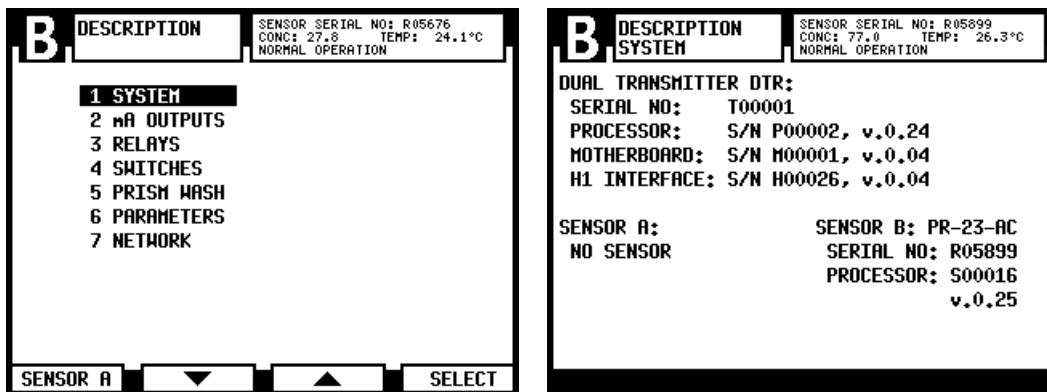 B
DESCRIPTION
SENSOR SERIAL NO: R05676
CONC: 27.8 TEMP: 24.1°C
NORMAL OPERATION
1 SYSTEM
2 mA OUTPUTS
3 RELAYS
4 SWITCHES
5 PRISM WASH
6 PARAMETERS
7 NETWORK
SENSOR A
SELECT
B
DESCRIPTION
SYSTEM
SENSOR SERIAL NO: R05899
CONC: 77.0 TEMP: 26.3°C
NORMAL OPERATION
DUAL TRANSMITTER DTR:
SERIAL NO: T00001
PROCESSOR: S/N P00002, v.0.24
MOTHERBOARD: S/N M00001, v.0.04
H1 INTERFACE: S/N H00026, v.0.04
SENSOR A:
NO SENSOR
SENSOR B: PR-23-AC
SERIAL NO: R05899
PROCESSOR: S00016
v.0.25